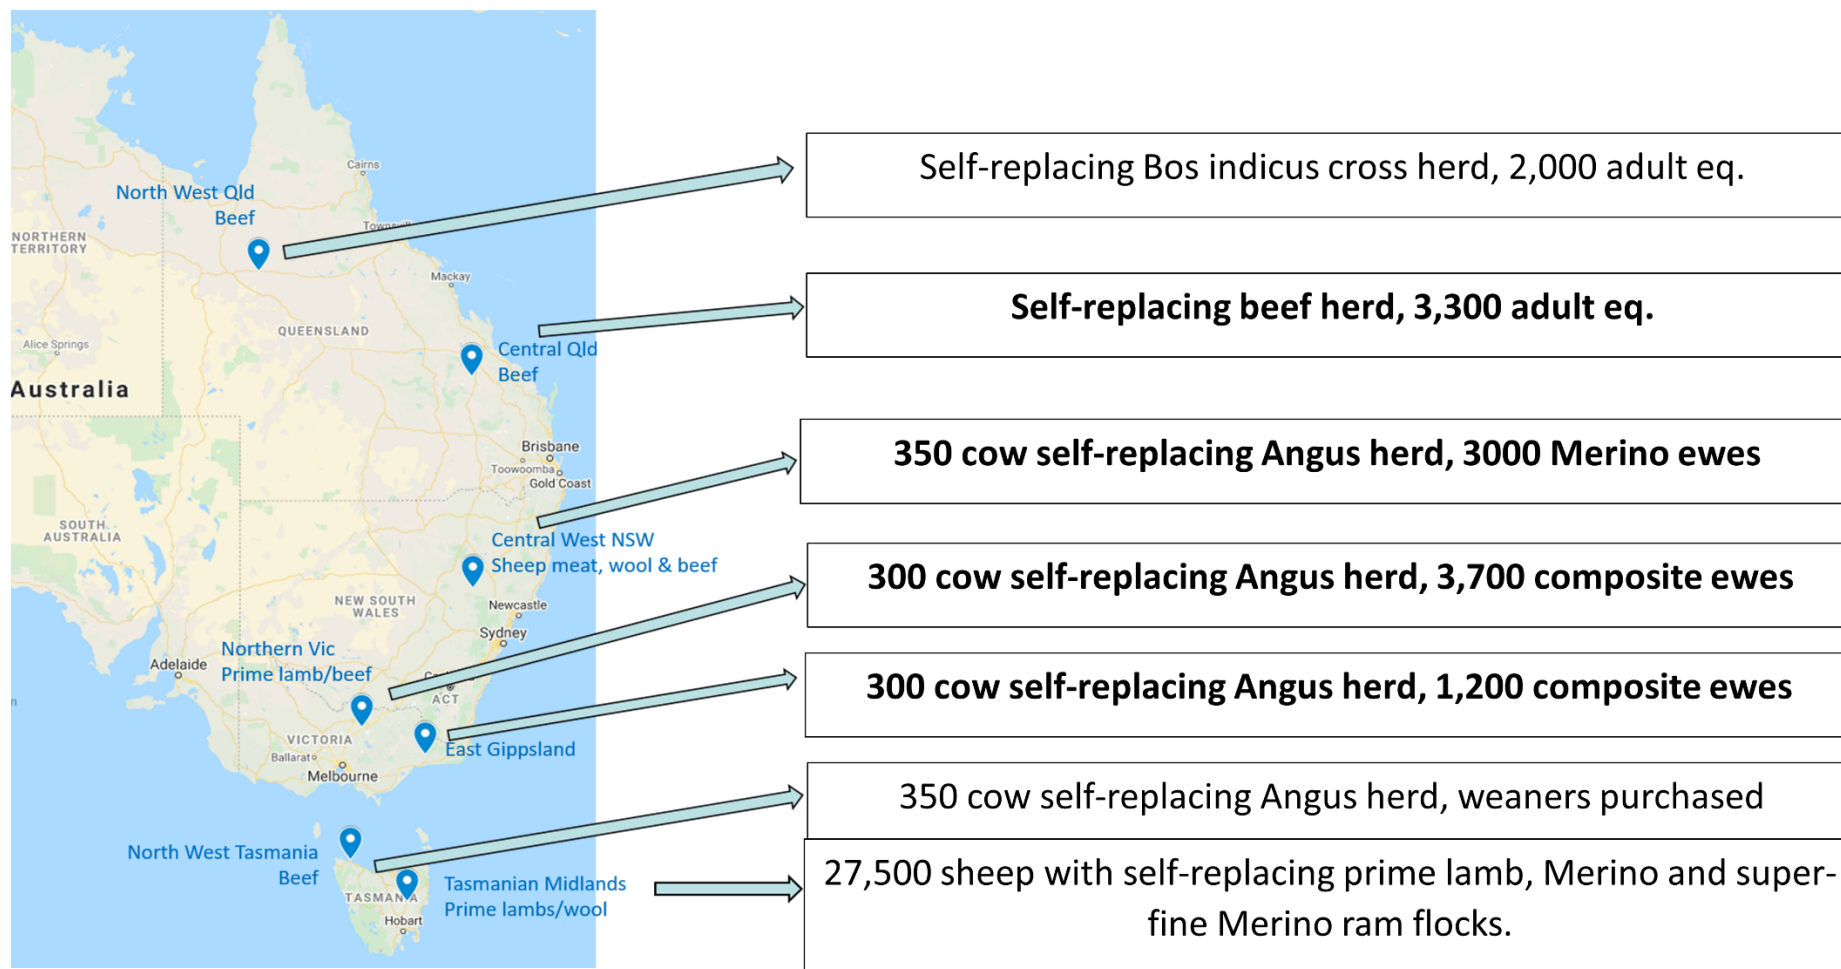 Cairns
North West Qld
Beef
Self-replacing Bos indicus cross herd, 2,000 adult eq.
NORTHERN
TERRITORY
Mackay
QUEENSLAND
Self-replacing beef herd, 3,300 adult eq.
Alice Springs
Central Qld
Beef
Australia
Brisbane
Toowoomba
Gold Coast
350 cow self-replacing Angus herd, 3000 Merino ewes
SOUTH
AUSTRALIA
Central West NSW
Sheep meat, wool & beef
NEW SOUTH
WALES
Newcastle
Sydney
300 cow self-replacing Angus herd, 3,700 composite ewes
Northern Vic
Prime lamb/beef
Adelaide
ACT
300 cow self-replacing Angus herd, 1,200 composite ewes
VICTORIA
East Gippsland
Ballarat
Melbourne
350 cow self-replacing Angus herd, weaners purchased
North West Tasmania
Beef
Tasmanian Midlands
Prime lambs/wool
TASMANIA
Hobart
27,500 sheep with self-replacing prime lamb, Merino and super-
fine Merino ram flocks.